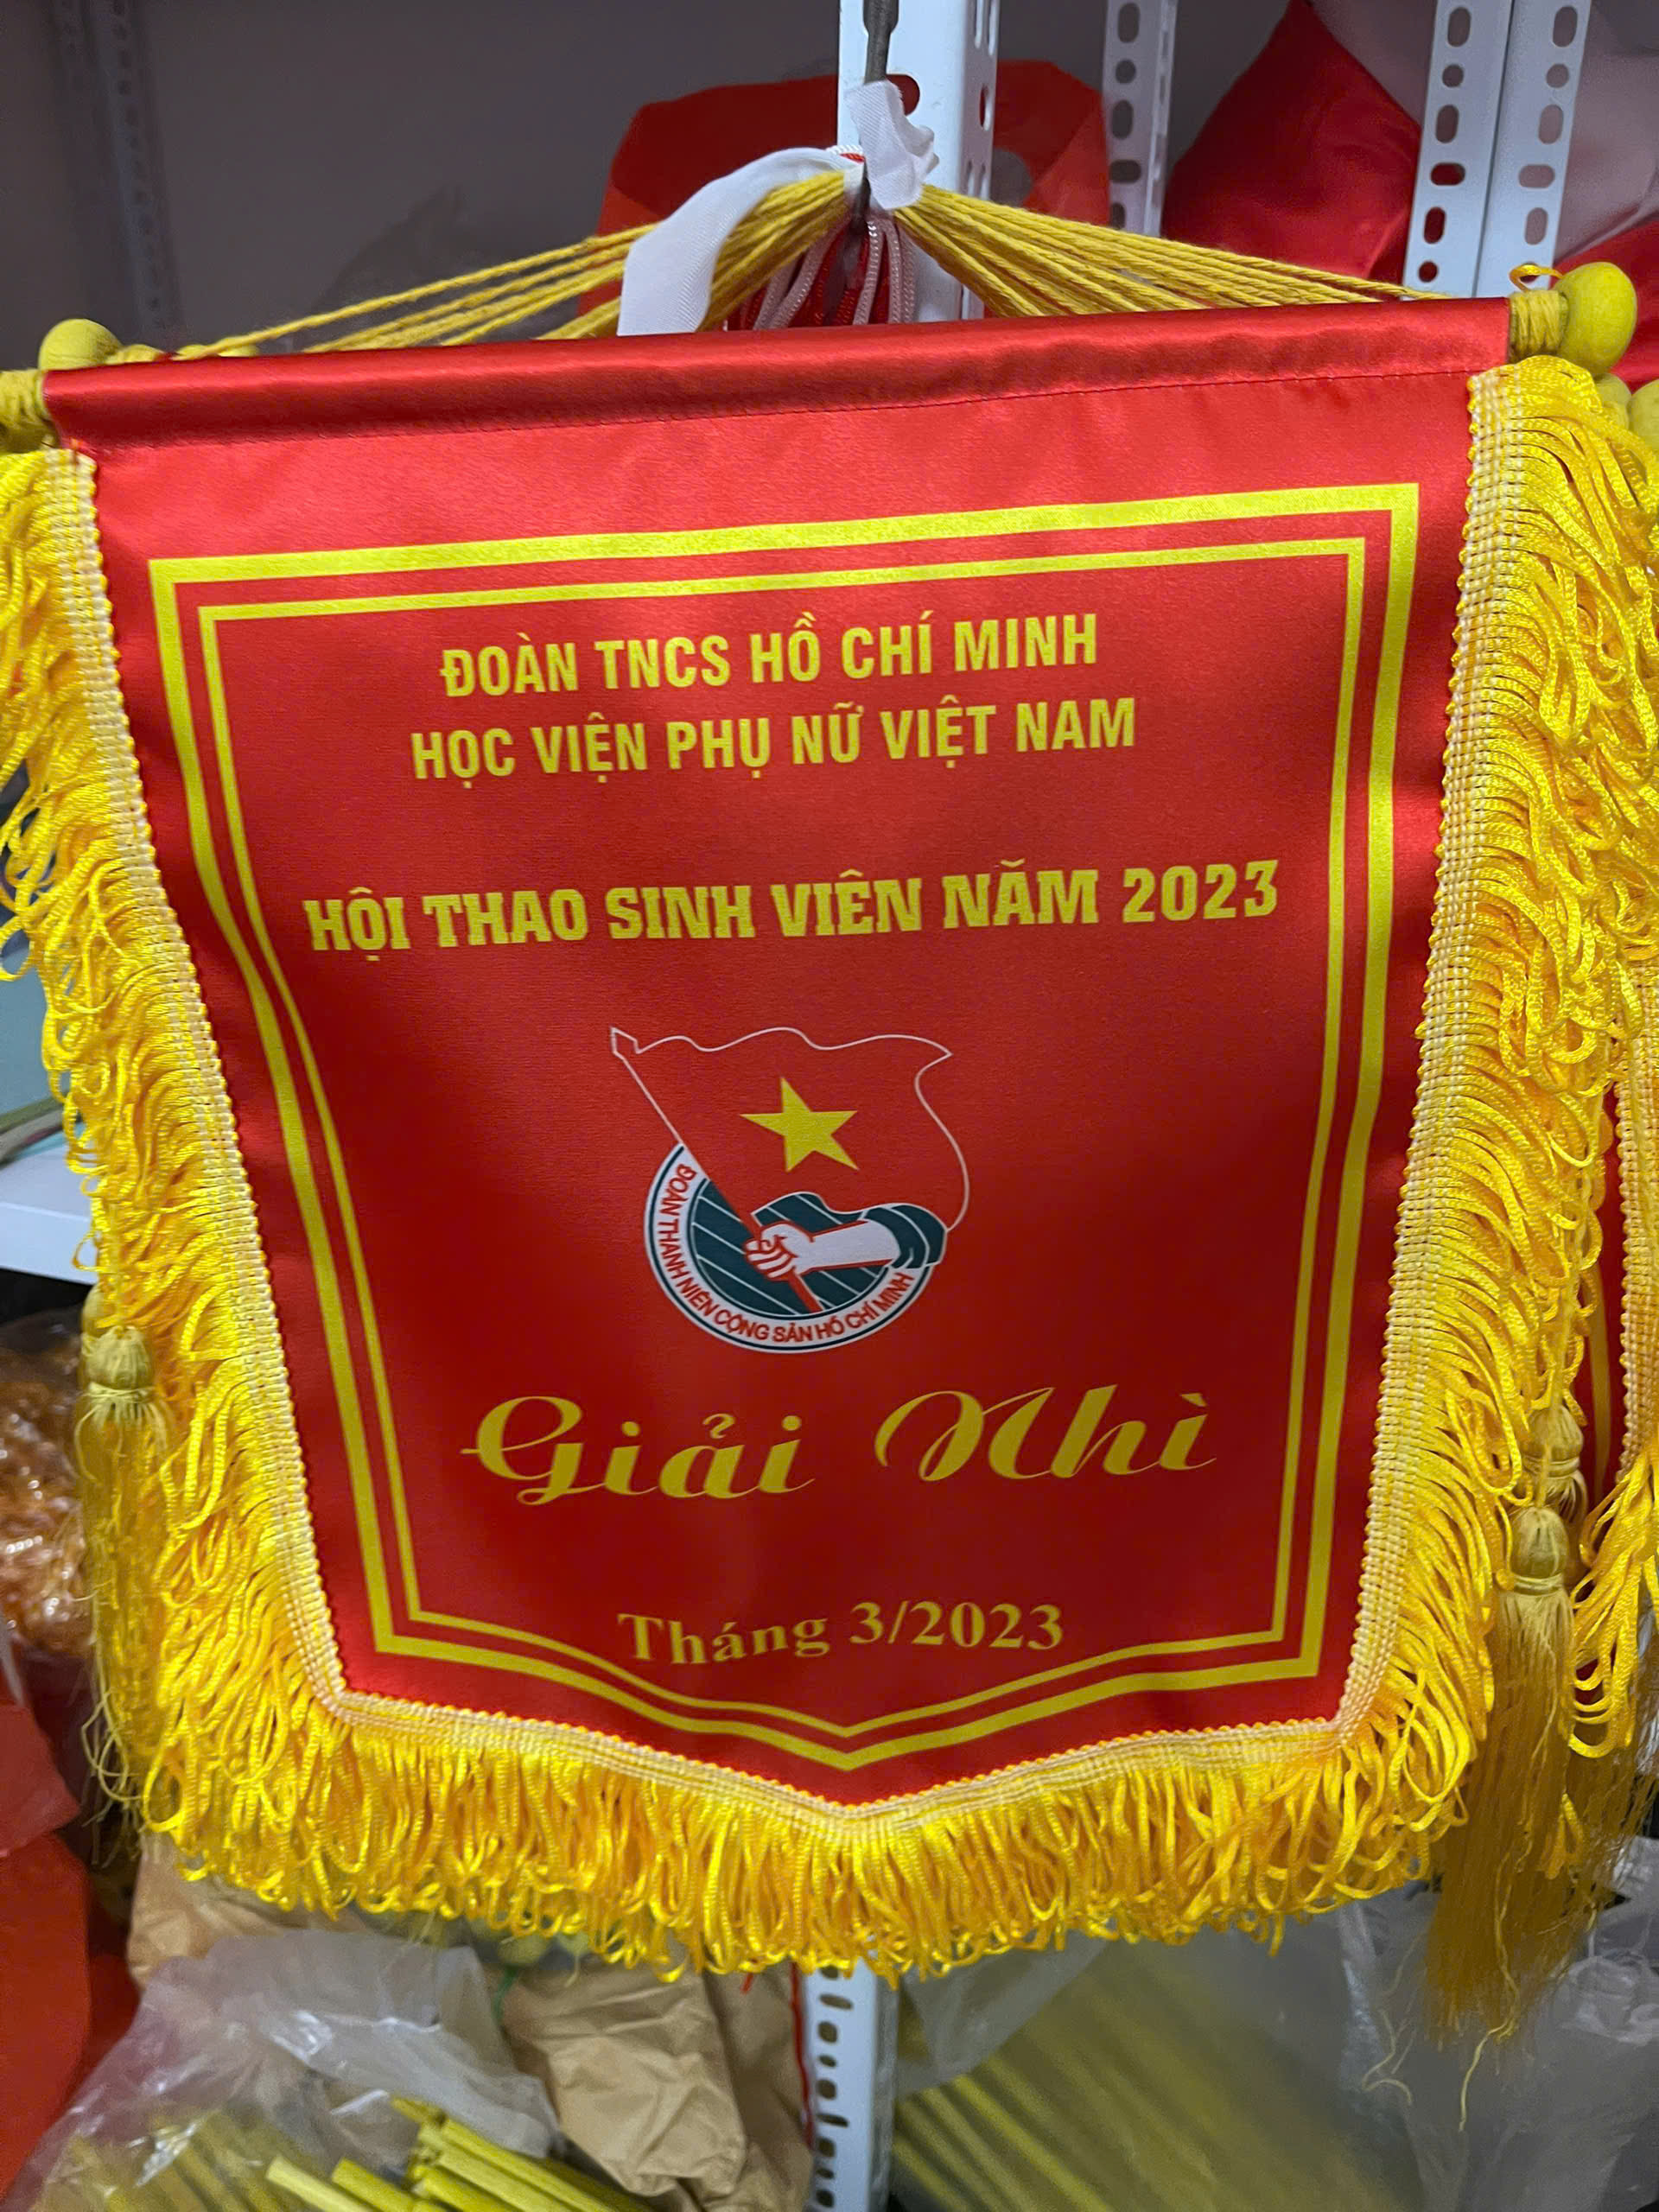 ĐOÀN TNCS HỒ CHÍ MINH
HỌC VIỆN PHỤ NỮ VIỆT NAM
HỘI THAO SINH VIÊN NĂM 2023
ĐOÀN THANH NIÊN CỘNG SẢN HỒ CHÍ MINH
Giải Nhì
Tháng 3/2023